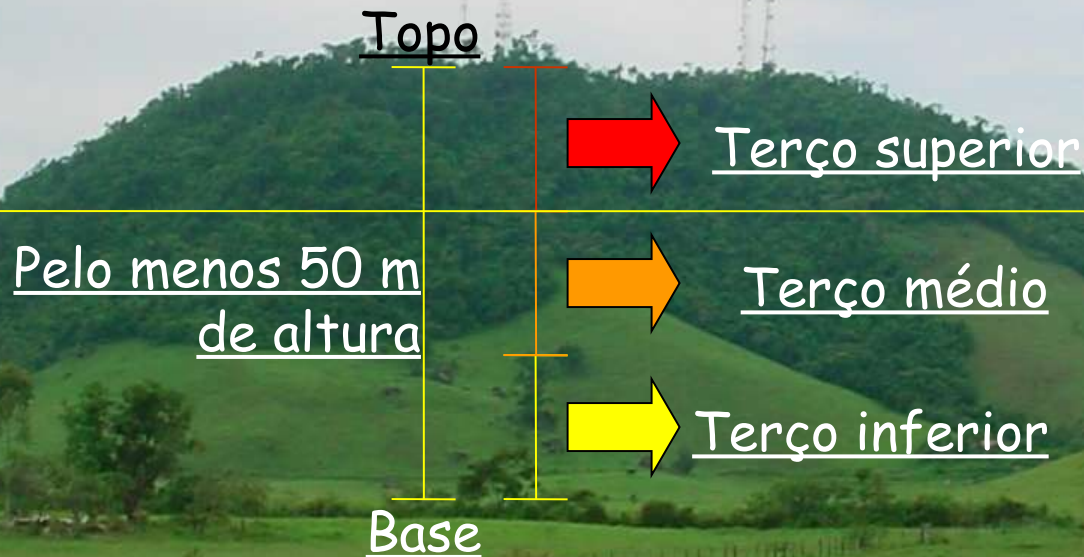 Topo
Terço superior
Pelo menos 50 m
de altura
Terço médio
Terço inferior
Base